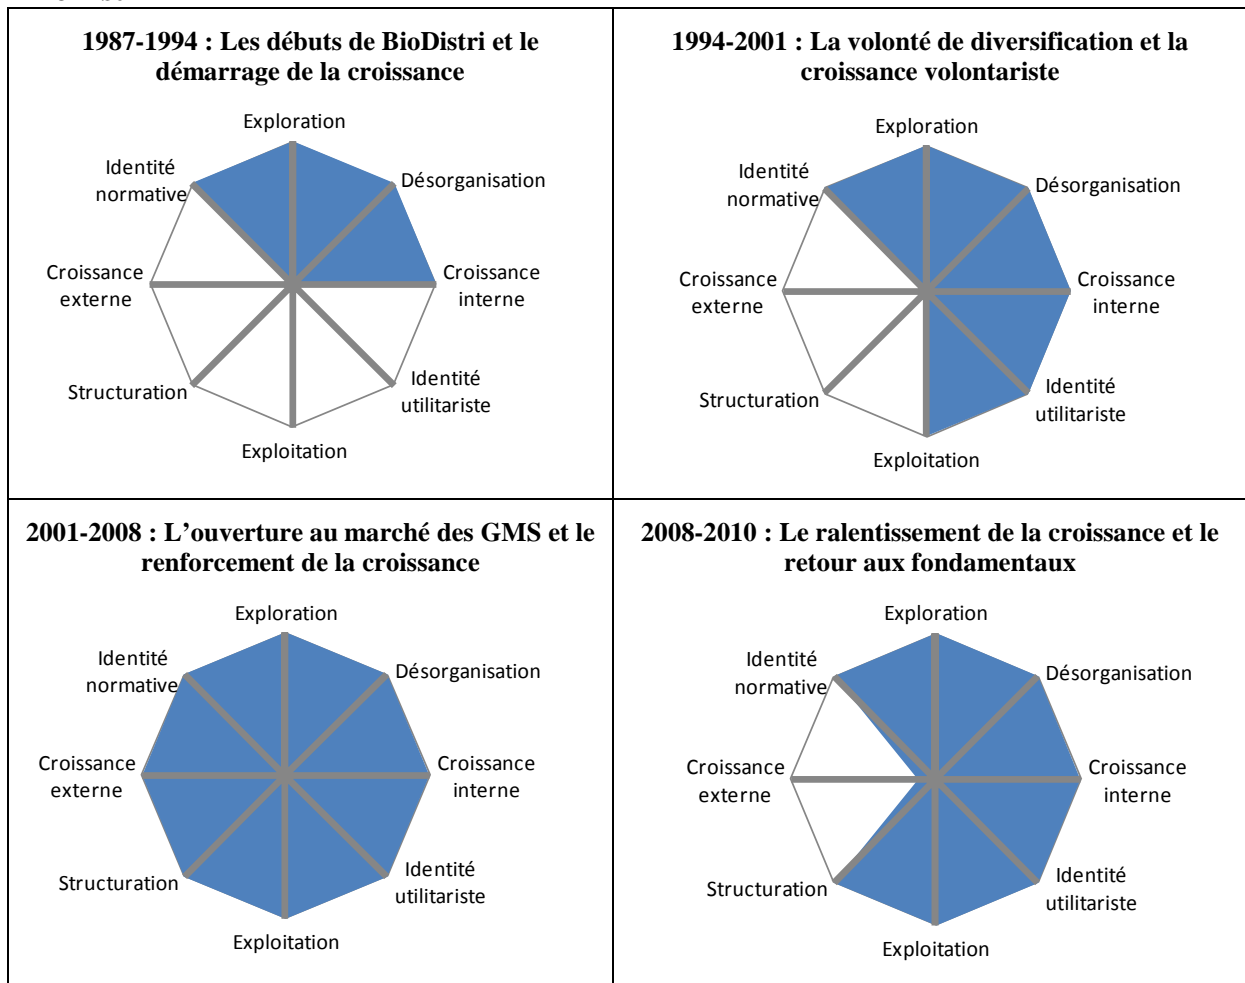 1987-1994 : Les débuts de BioDistri et le
démarrage de la croissance
Exploration
Identité
normative
Désorganisation
Croissance
externe
Croissance
interne
Structuration
Identité
utilitariste
Exploitation
1994-2001 : La volonté de diversification et la
croissance volontariste
Exploration
Identité
normative
Désorganisation
Croissance
externe
Croissance
interne
Structuration
Identité
utilitariste
Exploitation
2001-2008 : L’ouverture au marché des GMS et le
renforcement de la croissance
Exploration
Identité
normative
Désorganisation
Croissance
externe
Croissance
interne
Structuration
Identité
utilitariste
Exploitation
2008-2010 : Le ralentissement de la croissance et le
retour aux fondamentaux
Exploration
Identité
normative
Désorganisation
Croissance
externe
Croissance
interne
Structuration
Identité
utilitariste
Exploitation